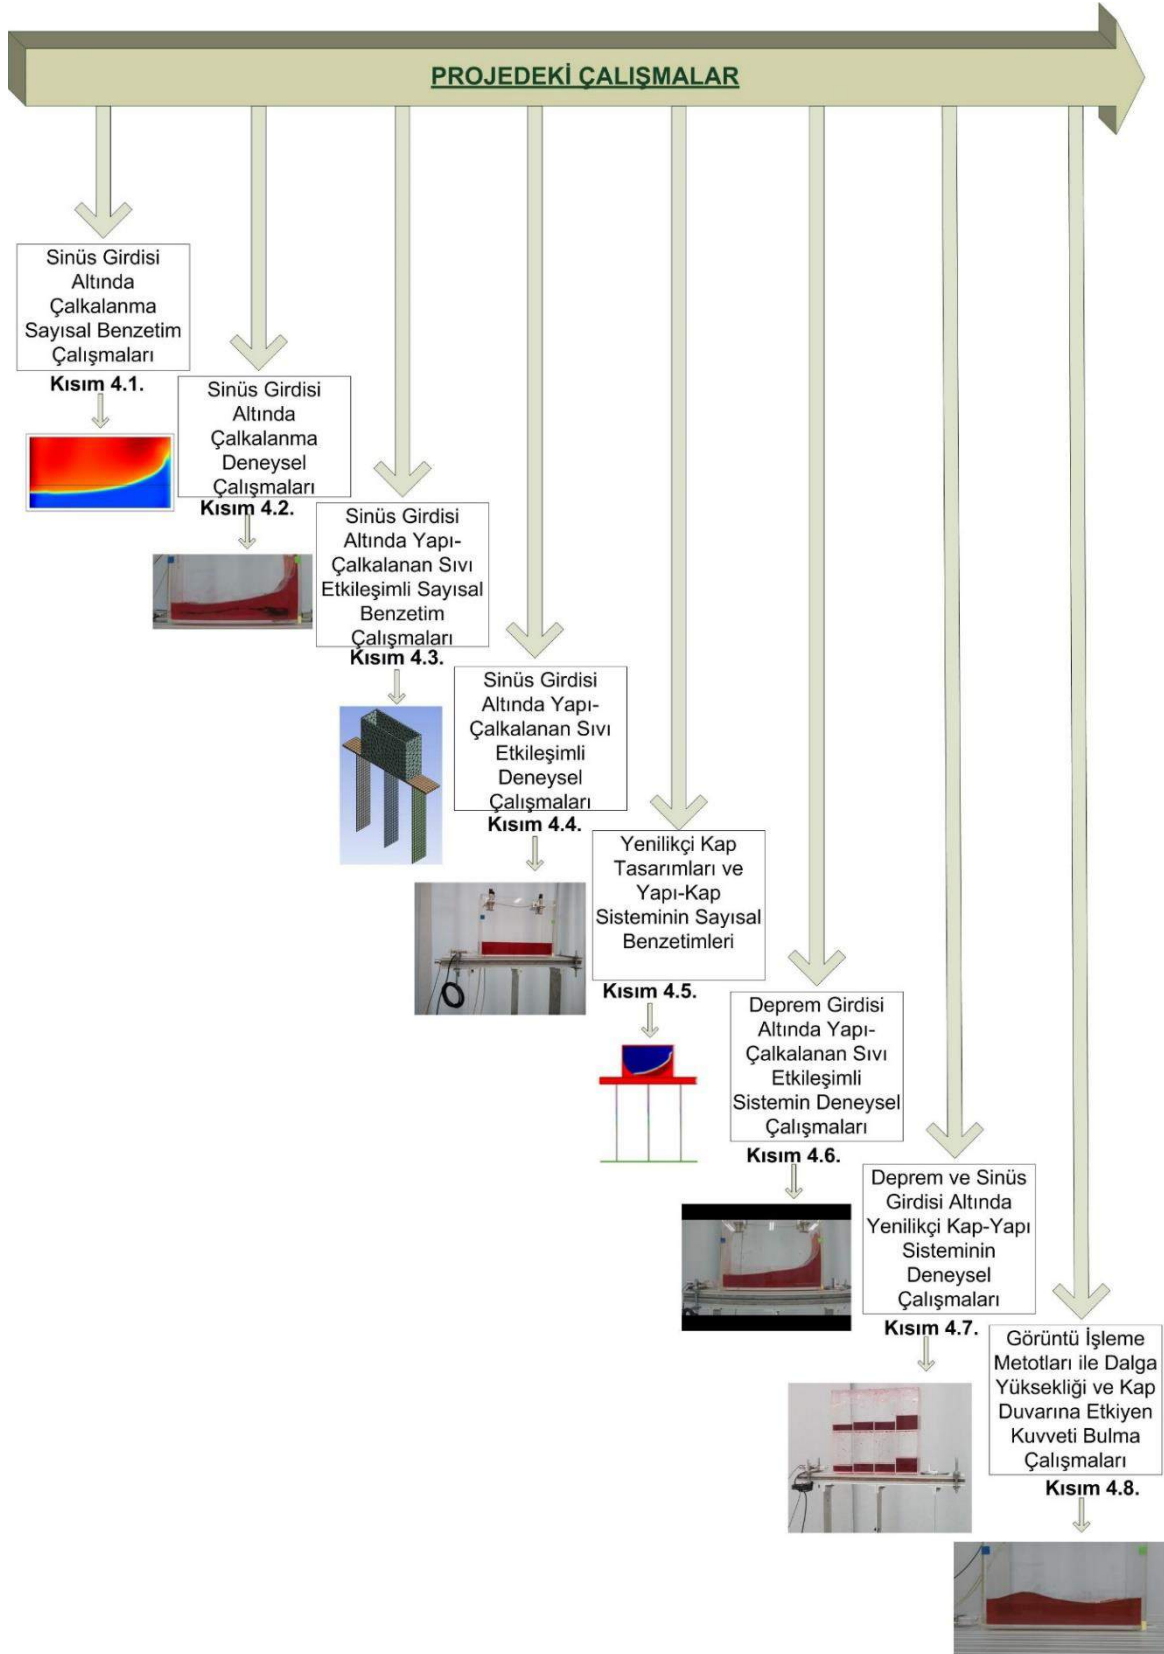 PROJEDEKİ ÇALIŞMALAR
Sinüs Girdisi
Altında
Çalkalanma
Sayısal Benzetim
Çalışmaları
Kısım 4.1.
Sinüs Girdisi
Altında
Çalkalanma
Deneysel
Çalışmaları
Kısım 4.2.
Sinüs Girdisi
Altında Yapı-
Çalkalanan Sıvı
Etkileşimli Sayısal
Benzetim
Çalışmaları
Kısım 4.3.
Sinüs Girdisi
Altında Yapı-
Çalkalanan Sıvı
Etkileşimli
Deneysel
Çalışmaları
Kısım 4.4.
Yenilikçi Kap
Tasarımları ve
Yapı-Kap
Sisteminin Sayısal
Benzetimleri
Kısım 4.5.
Deprem Girdisi
Altında Yapı-
Çalkalanan Sıvı
Etkileşimli
Sistemin Deneysel
Çalışmaları
Kısım 4.6.
Deprem ve Sinüs
Girdisi Altında
Yenilikçi Kap-Yapı
Sisteminin
Deneysel
Çalışmaları
Kısım 4.7.
Görüntü İşleme
Metotları ile Dalga
Yüksekliği ve Kap
Duvarına Etkiyen
Kuvveti Bulma
Çalışmaları
Kısım 4.8.